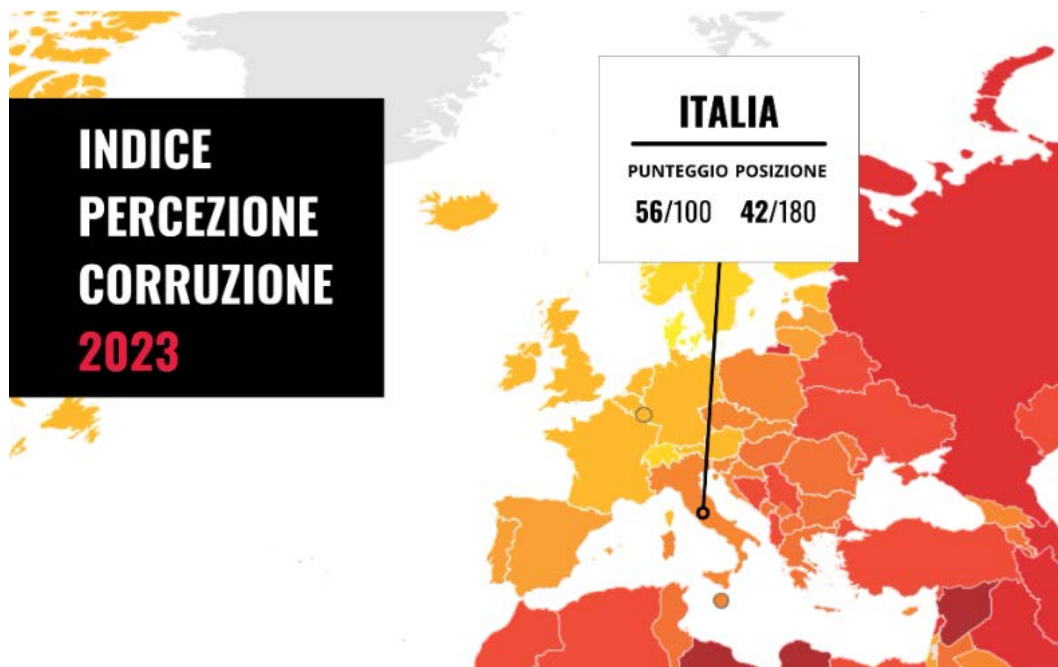 INDICE
PERCEZIONE
CORRUZIONE
2023
ITALIA
PUNTEGGIO POSIZIONE
56/100 42/180